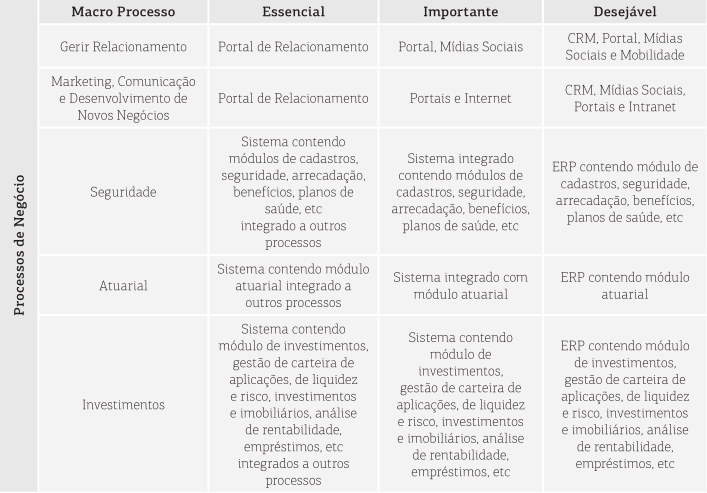 Processos de Negócio
Macro Processo
Essencial
Importante
Desejável
Gerir Relacionamento
Portal de Relacionamento
Portal, Mídias Sociais
CRM, Portal, Mídias
Sociais e Mobilidade
Marketing, Comunicação
e Desenvolvimento de
Novos Negócios
Portal de Relacionamento
Portais e Internet
CRM, Mídias Sociais,
Portais e Intranet
Seguridade
Sistema contendo
módulos de cadastros,
seguridade, arrecadação,
benefícios, planos de
saúde, etc
integrado a outros
processos
Sistema integrado
contendo módulos de
cadastros, seguridade,
arrecadação, benefícios,
planos de saúde, etc
ERP contendo módulo de
cadastros, seguridade,
arrecadação, benefícios,
planos de saúde, etc
Atuarial
Sistema contendo módulo
atuarial integrado a
outros processos
Sistema integrado com
módulo atuarial
ERP contendo módulo
atuarial
Investimentos
Sistema contendo
módulo de investimentos,
gestão de carteira de
aplicações, de liquidez
e risco, investimentos
e imobiliários, análise
de rentabilidade,
empréstimos, etc
integrados a outros
processos
Sistema contendo
módulo de
investimentos,
gestão de carteira de
aplicações, de liquidez
e risco, investimentos
e imobiliários, análise
de rentabilidade,
empréstimos, etc
ERP contendo módulo
de investimentos,
gestão de carteira de
aplicações, de liquidez
e risco, investimentos
e imobiliários, análise
de rentabilidade,
empréstimos, etc